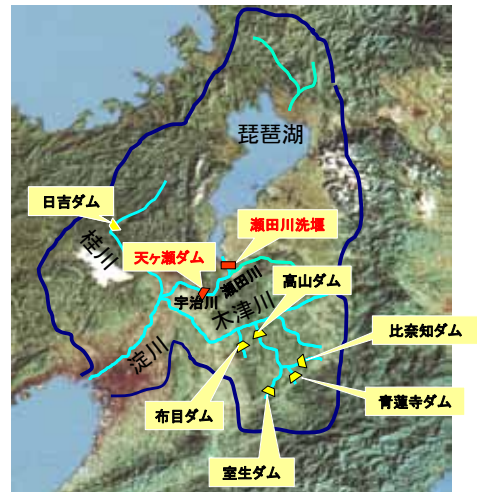 琵琶湖
日吉ダム
瀬田川洗堰
桂川
天ヶ瀬ダム
瀬田川
高山ダム
宇治川
木津川
比奈知ダム
淀川
青蓮寺ダム
布目ダム
室生ダム